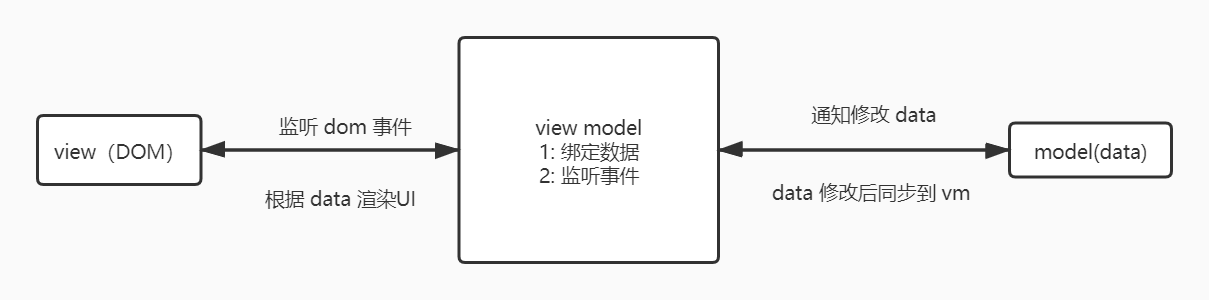 view（DOM）
监听 dom 事件
根据 data 渲染UI
view model
1: 绑定数据
2: 监听事件
通知修改 data
data 修改后同步到 vm
model(data)